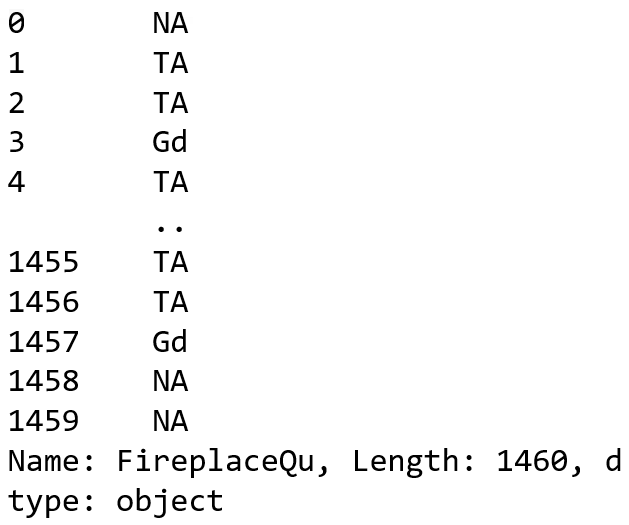 0       NA
1       TA
2       TA
3       Gd
4       TA
        ..
1455    TA
1456    TA
1457    Gd
1458    NA
1459    NA
Name: FireplaceQu, Length: 1460, d
type: object